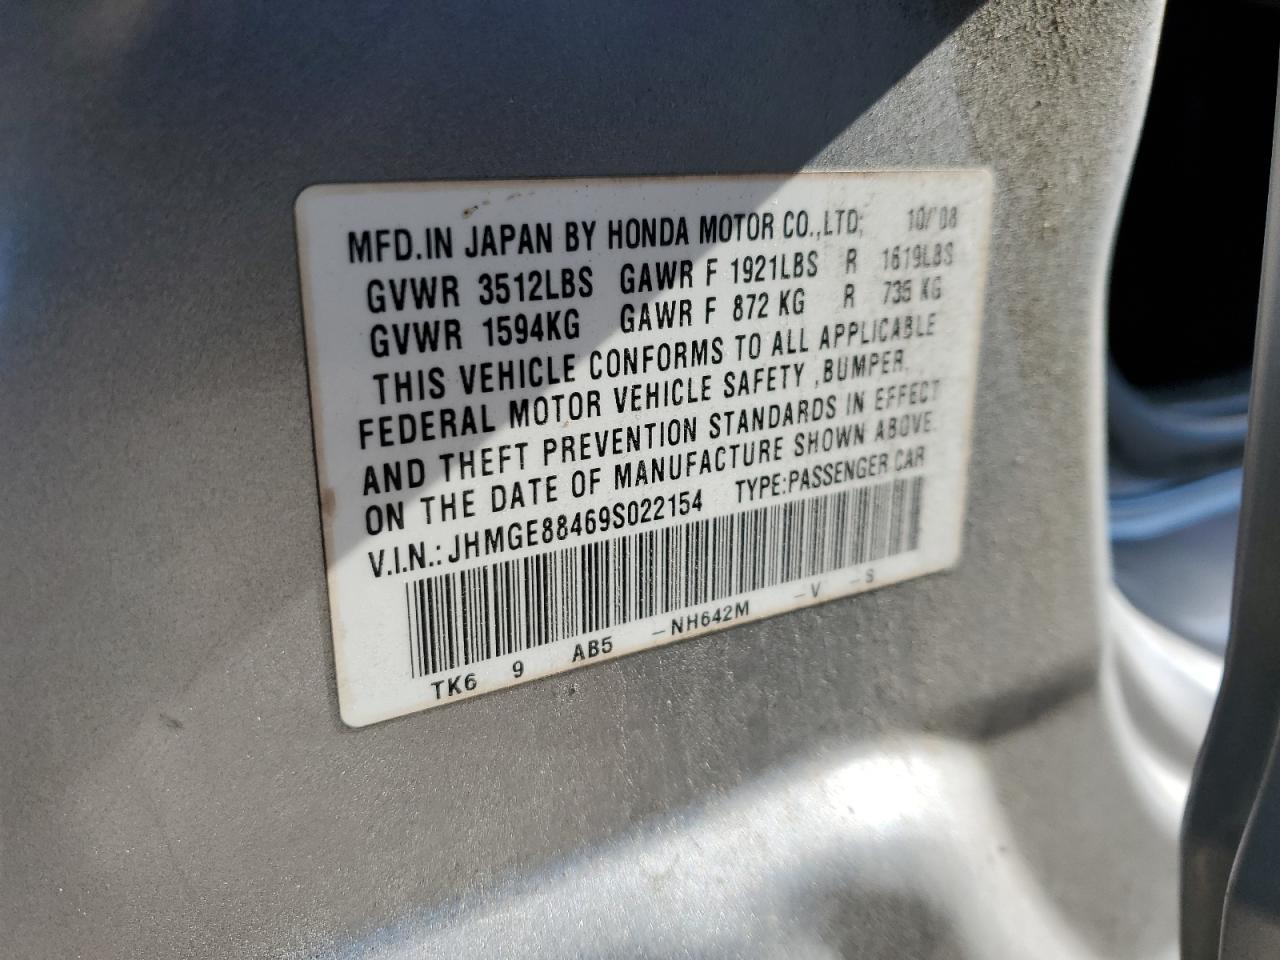 MFD.IN JAPAN BY HONDA MOTOR CO.,LTD; 10/'08
GVWR 3512LBS GAWR F 1921LBS R 1619LBS
GVWR 1594KG GAWR F 872 KG R 735 KG
THIS VEHICLE CONFORMS TO ALL APPLICABLE
FEDERAL MOTOR VEHICLE SAFETY ,BUMPER,
AND THEFT PREVENTION STANDARDS IN EFFECT
ON THE DATE OF MANUFACTURE SHOWN ABOVE.
V.I.N.: JHMGE88469S022154 TYPE:PASSENGER CAR
TK6 9 AB5 -NH642M -V -S